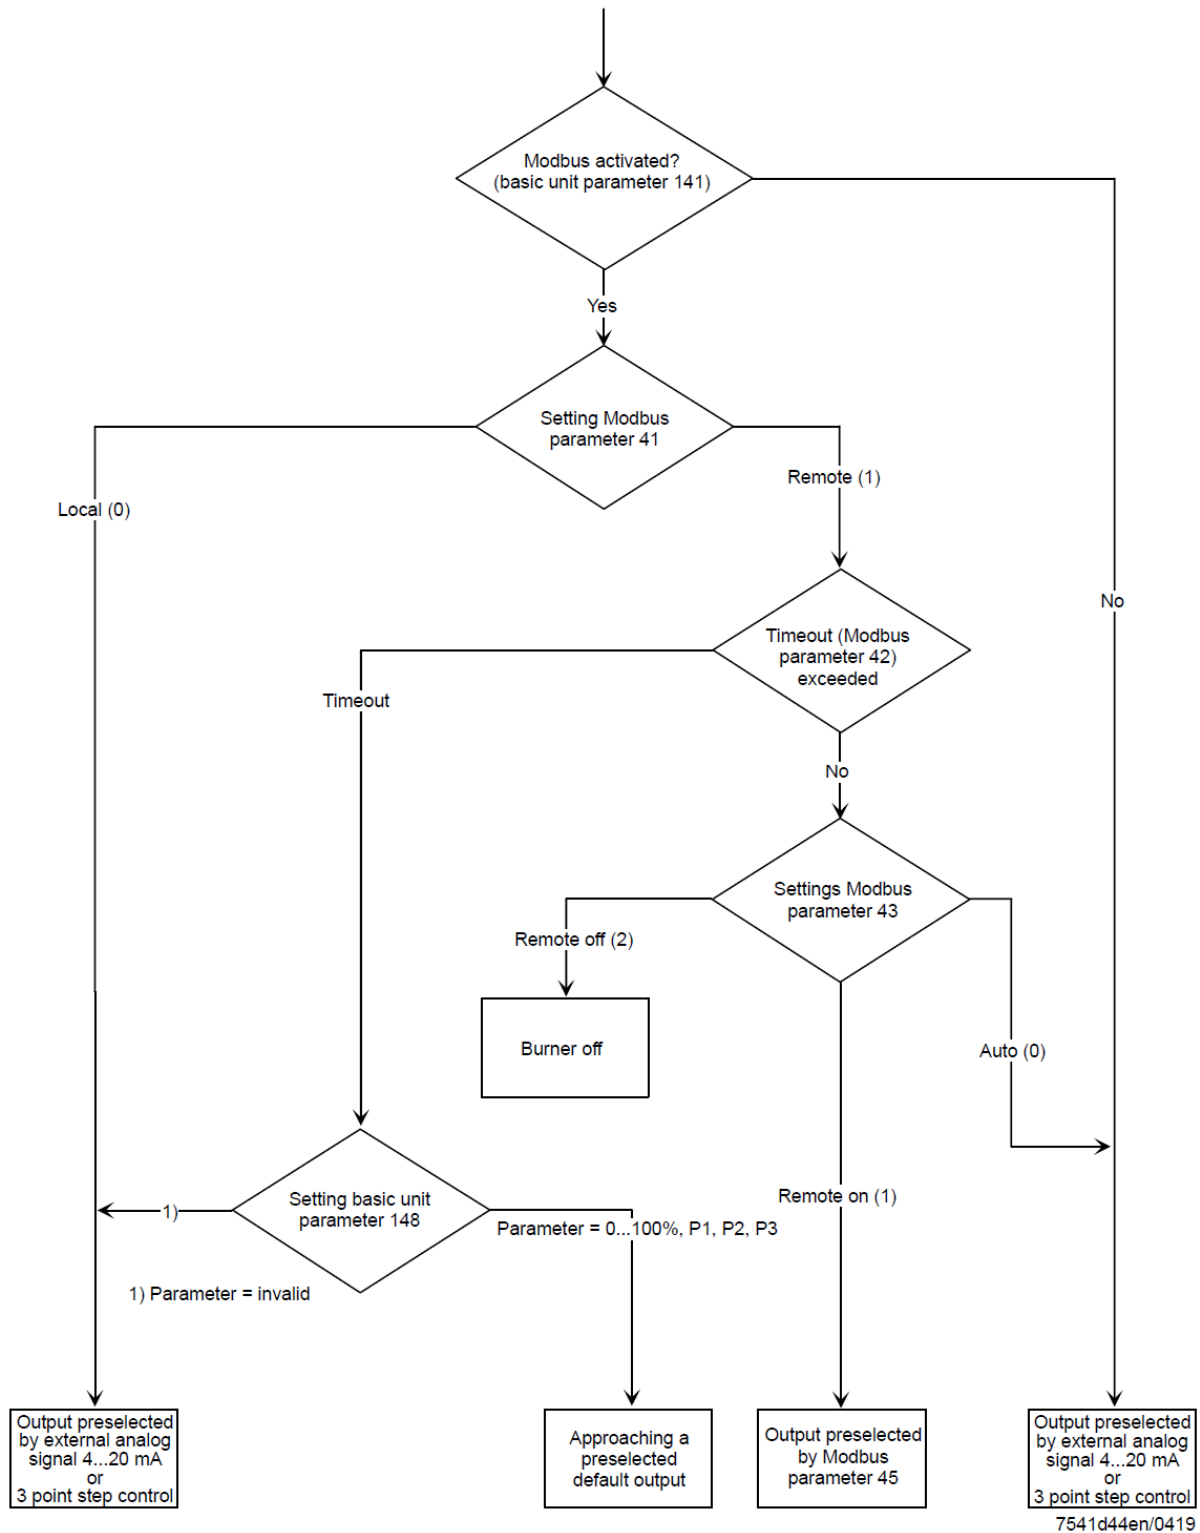 Modbus activated?
(basic unit parameter 141)
Yes
Setting Modbus
parameter 41
Remote (1)
Local (0)
No
Timeout (Modbus
parameter 42)
exceeded
Timeout
No
Settings Modbus
parameter 43
Remote off (2)
Burner off
Auto (0)
Remote on (1)
Setting basic unit
parameter 148
1)
Parameter = 0...100%, P1, P2, P3
1) Parameter = invalid
Output preselected
by external analog
signal 4...20 mA
or
3 point step control
Approaching a
preselected
default output
Output preselected
by Modbus
parameter 45
Output preselected
by external analog
signal 4...20 mA
or
3 point step control
7541d44en/0419